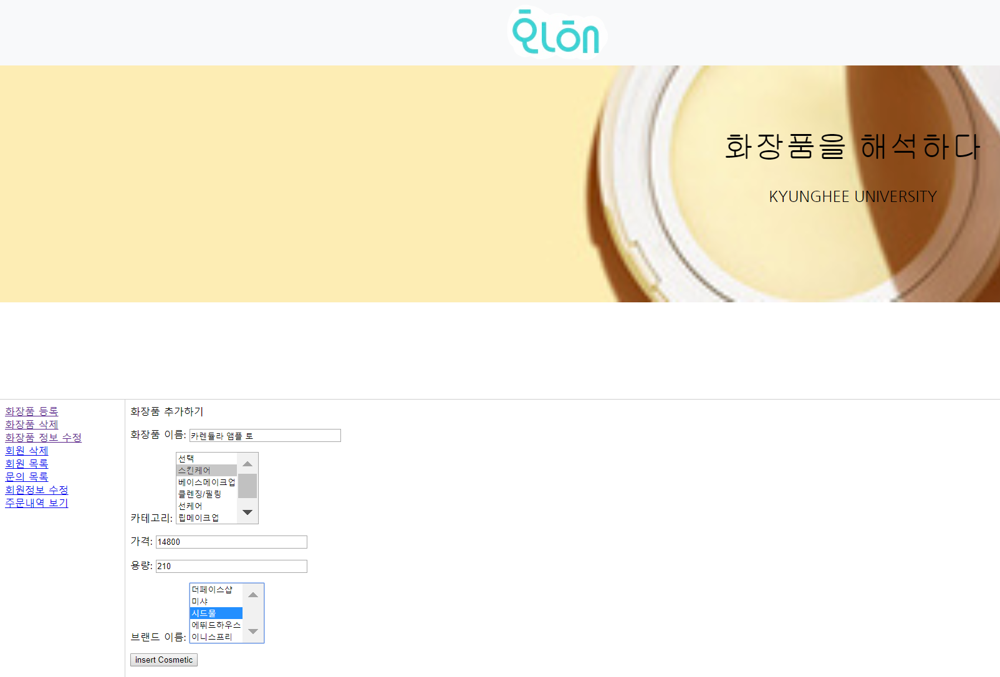 화장품을 해석하다
KYUNGHEE UNIVERSITY
화장품 등록
화장품 삭제
화장품 정보 수정
회원 삭제
회원 목록
문의 목록
회원정보 수정
주문내역 보기
화장품 추가하기
화장품 이름: 카렌듈라 앰플 토
선택
스킨케어
베이스메이크업
클렌징/필링
선케어
카테고리: 립메이크업
가격: 14800
용량: 210
더페이스샵
미샤
시드물
에뛰드하우스
브랜드 이름: 이니스프리
insert Cosmetic